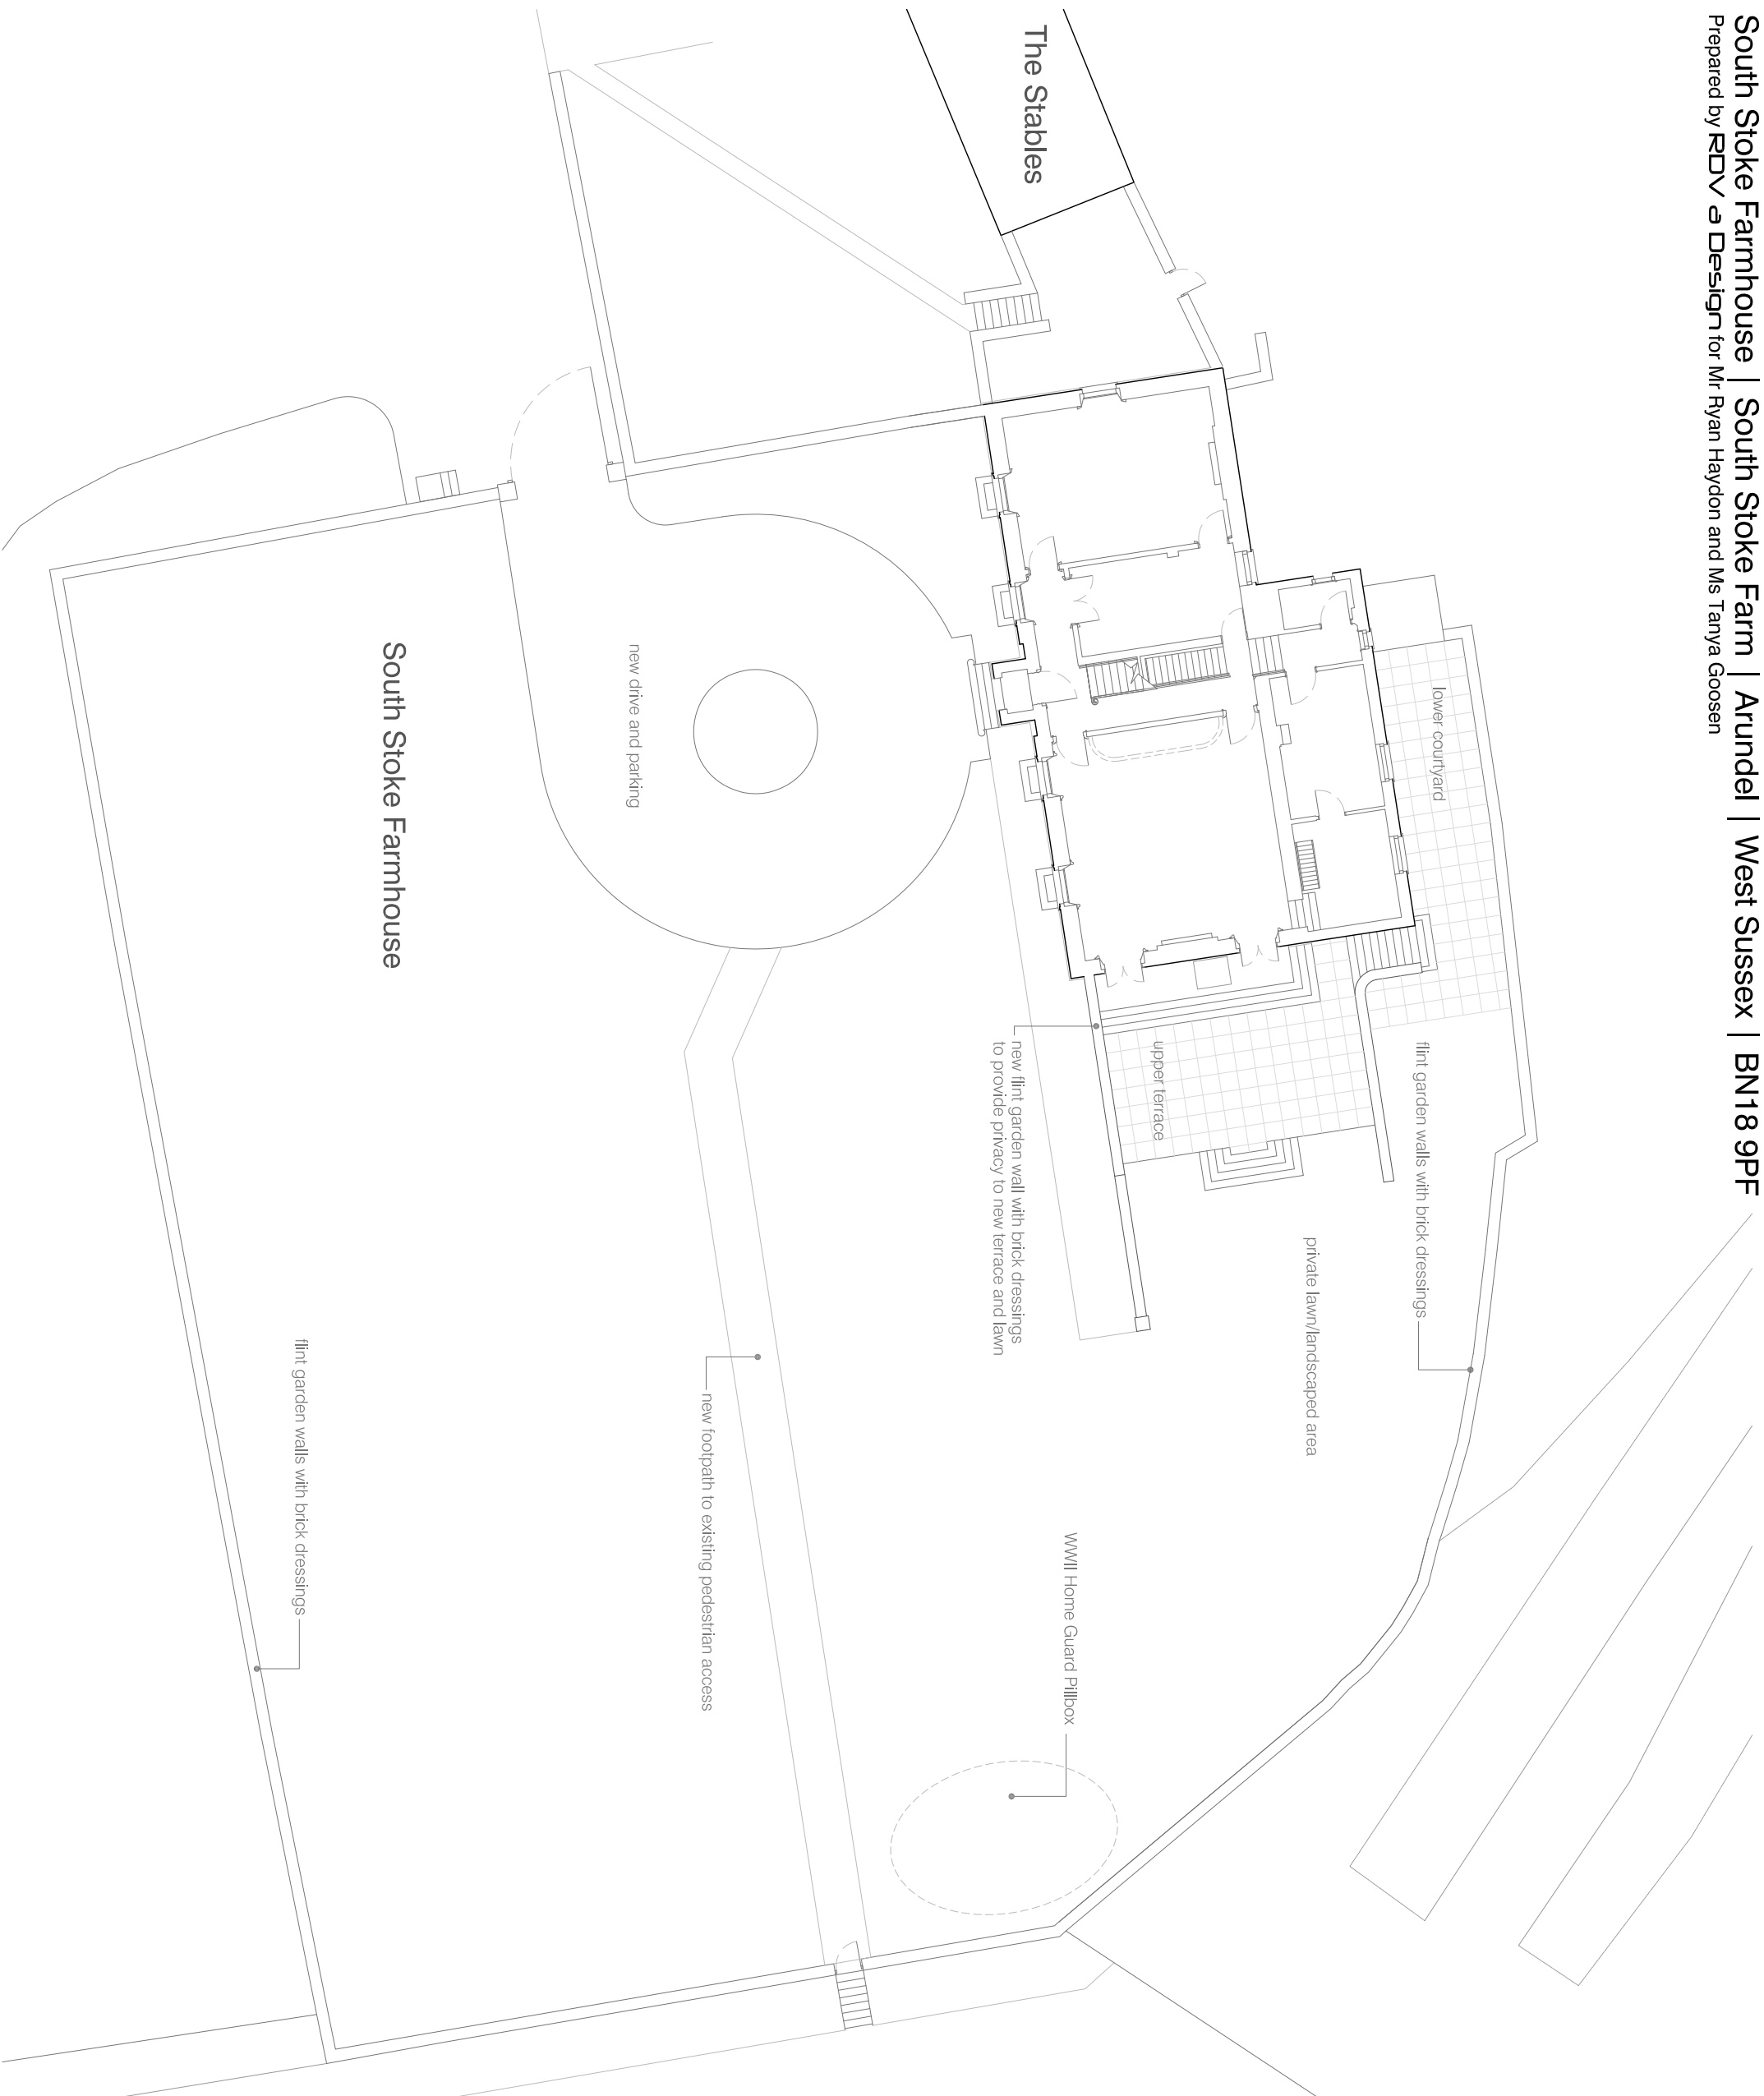 South Stoke Farmhouse | South Stoke Farm | Arundel | West Sussex | BN18 9PF
Prepared by RDV a Design for Mr Ryan Haydon and Ms Tanya Goosen
The Stables
lower courtyard
flint garden walls with brick dressings
private lawn/landscaped area
upper terrace
new flint garden wall with brick dressings
to provide privacy to new terrace and lawn
WWII Home Guard Pillbox
new drive and parking
new footpath to existing pedestrian access
South Stoke Farmhouse
flint garden walls with brick dressings